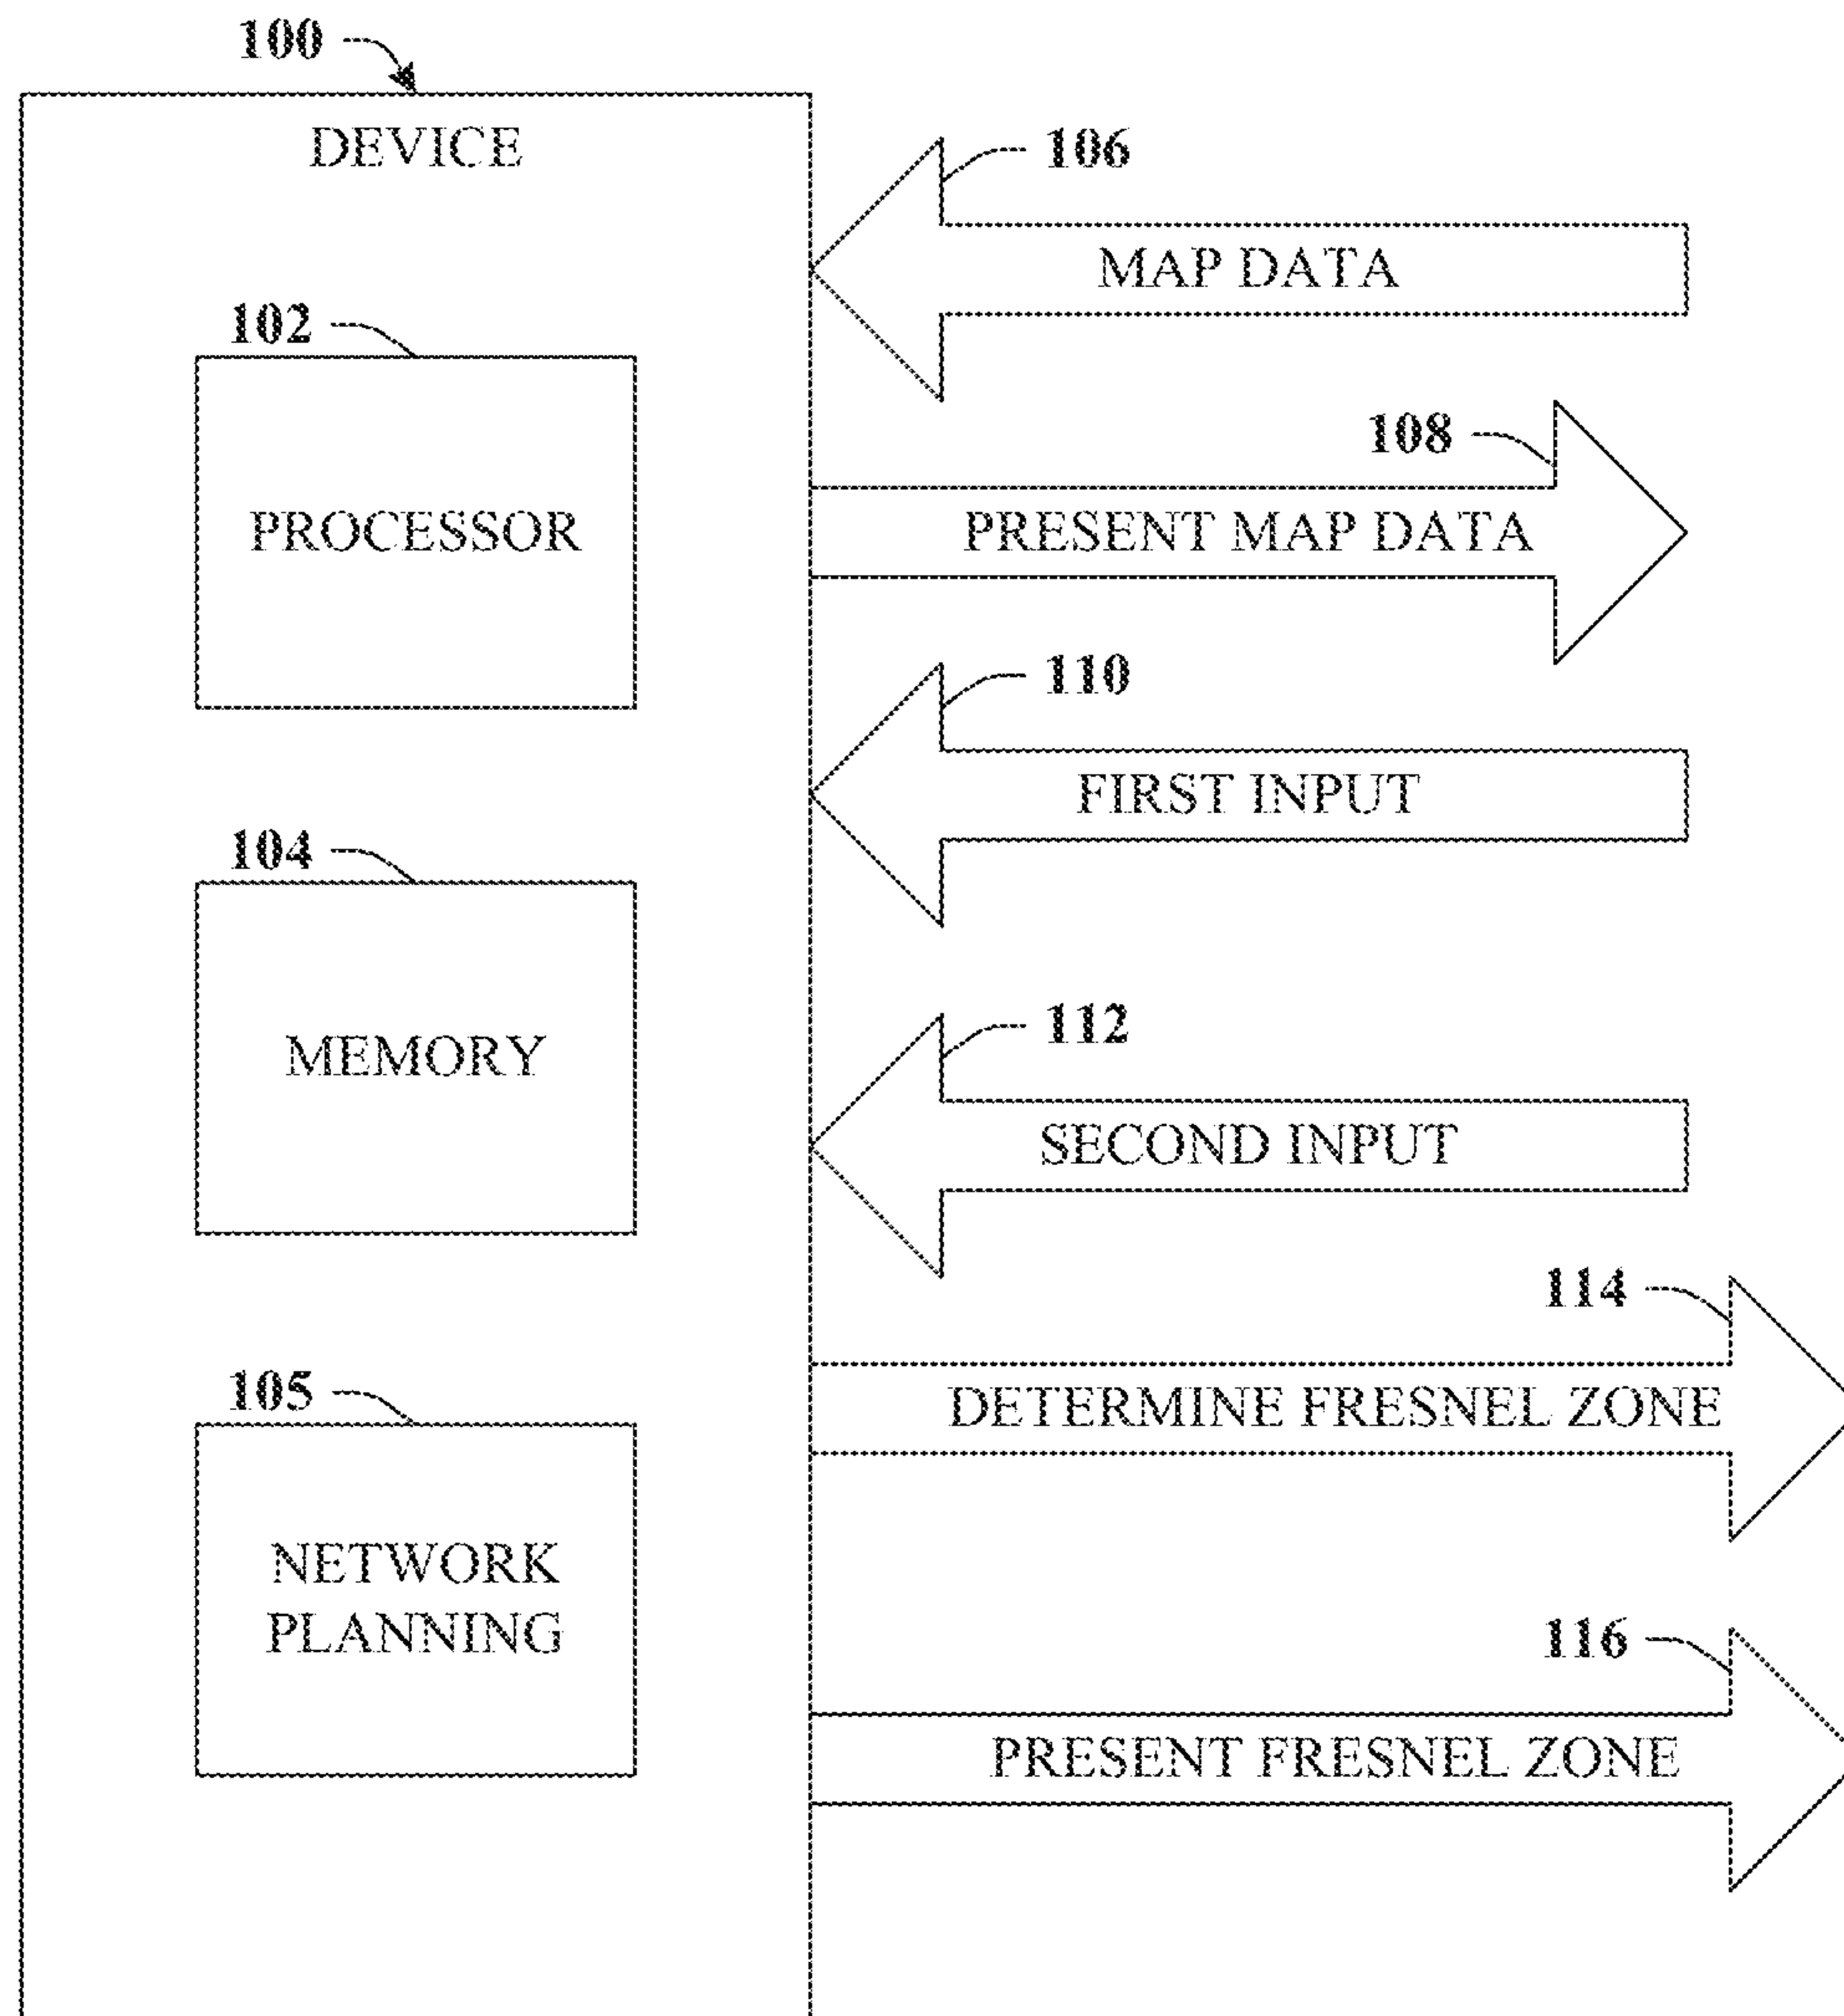 100
DEVICE
106
MAP DATA
102
PROCESSOR
108
PRESENT MAP DATA
110
FIRST INPUT
104
MEMORY
112
SECOND INPUT
114
DETERMINE FRESNEL ZONE
105
NETWORK
PLANNING
116
PRESENT FRESNEL ZONE